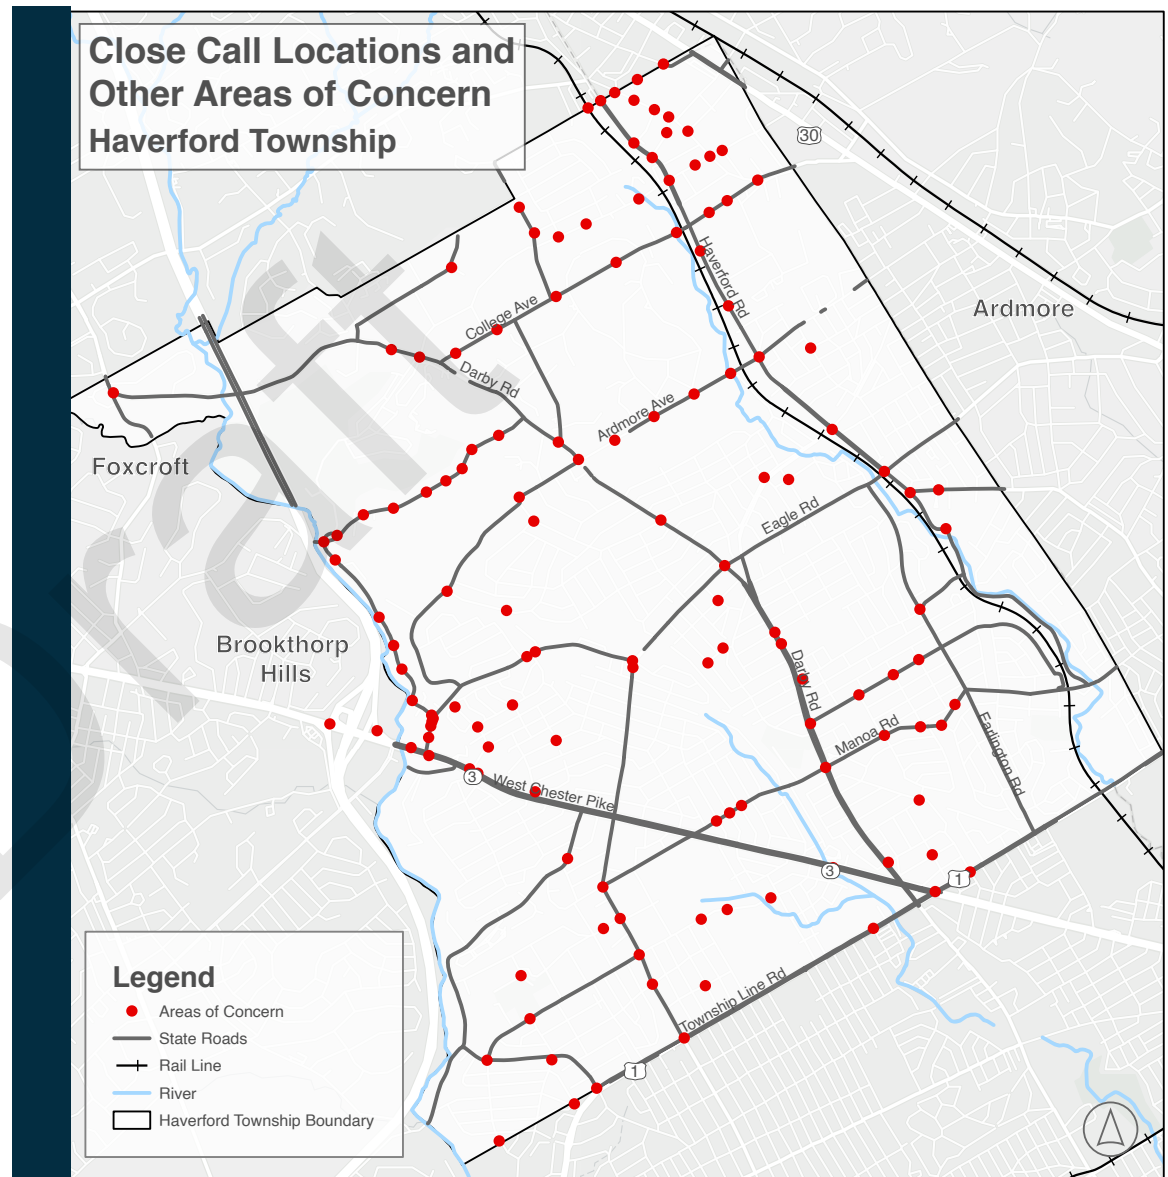 Close Call Locations and
Other Areas of Concern
Haverford Township
30
Haverford Rd
Ardmore
College Ave
Darby Rd
Ardmore Ave
Foxcroft
Eagle Rd
Brookthorp
Hills
Darby Rd
Manoa Rd
Earlington Rd
3
West Chester Pike
3
1
Township Line Rd
1
Draft
Legend
Areas of Concern
State Roads
Rail Line
River
Haverford Township Boundary